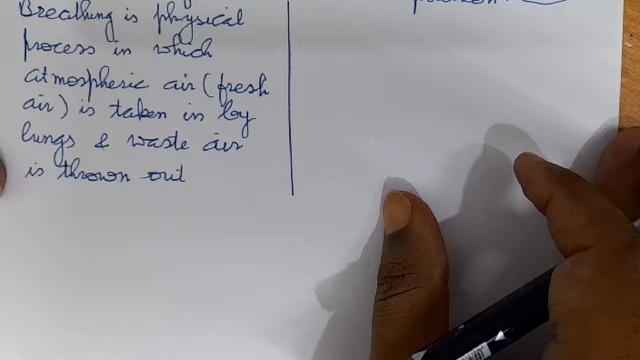 Breathing is physical
process in which
atmospheric air (fresh
air) is taken in by
lungs & waste air
is thrown out